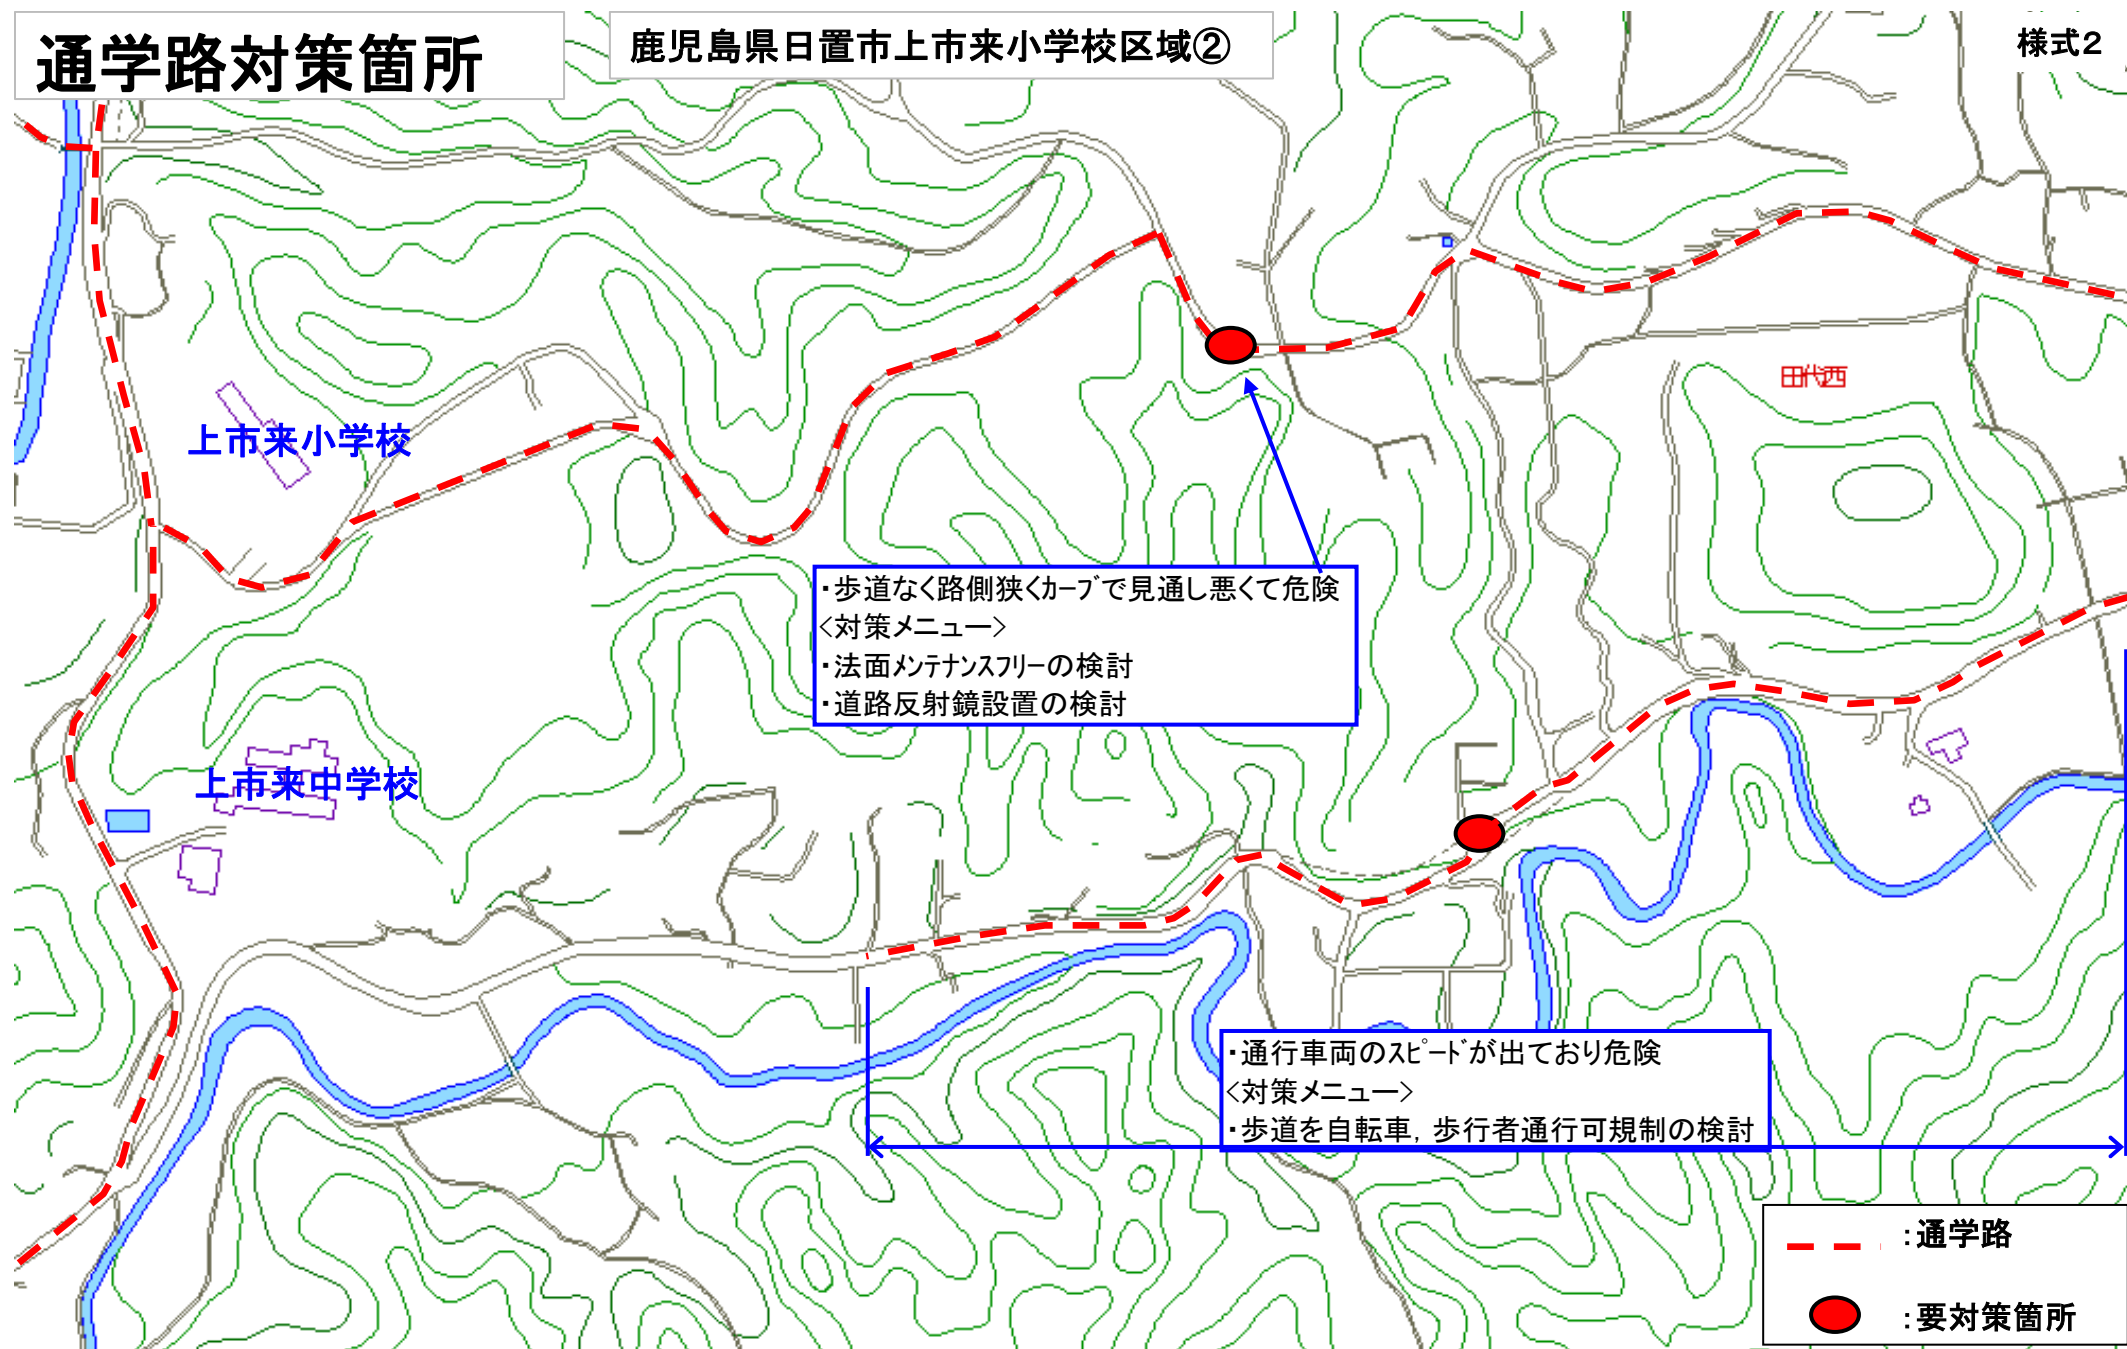 通学路対策箇所
鹿児島県日置市上市来小学校区域②
様式２
田代西
上市来小学校
・歩道なく路側狭くｶｰﾌﾞで見通し悪くて危険
<対策メニュー>
・法面ﾒﾝﾃﾅﾝｽﾌﾘｰの検討
・道路反射鏡設置の検討
上市来中学校
・通行車両のｽﾋﾟｰﾄﾞが出ており危険
<対策メニュー>
・歩道を自転車，歩行者通行可規制の検討
：通学路
：要対策箇所